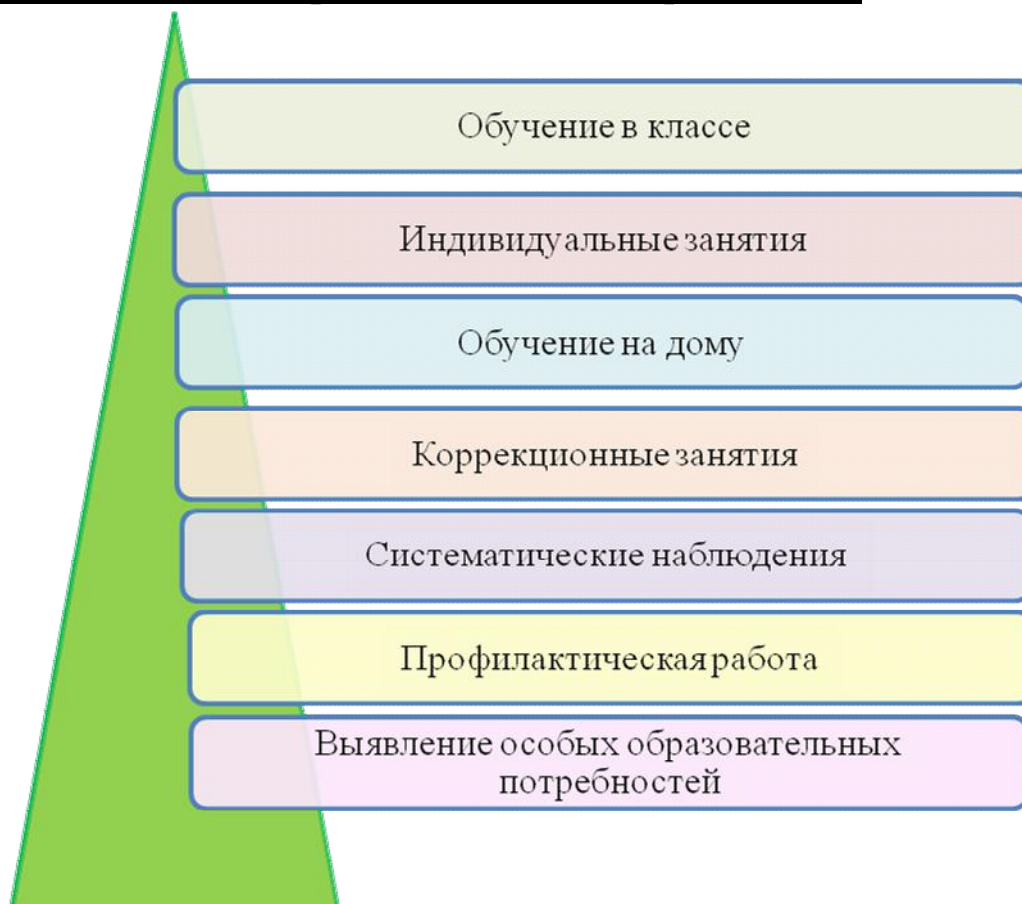 Обучение в классе
Индивидуальные занятия
Обучение на дому
Коррекционные занятия
Систематические наблюдения
Профилактическая работа
Выявление особых образовательных
потребностей